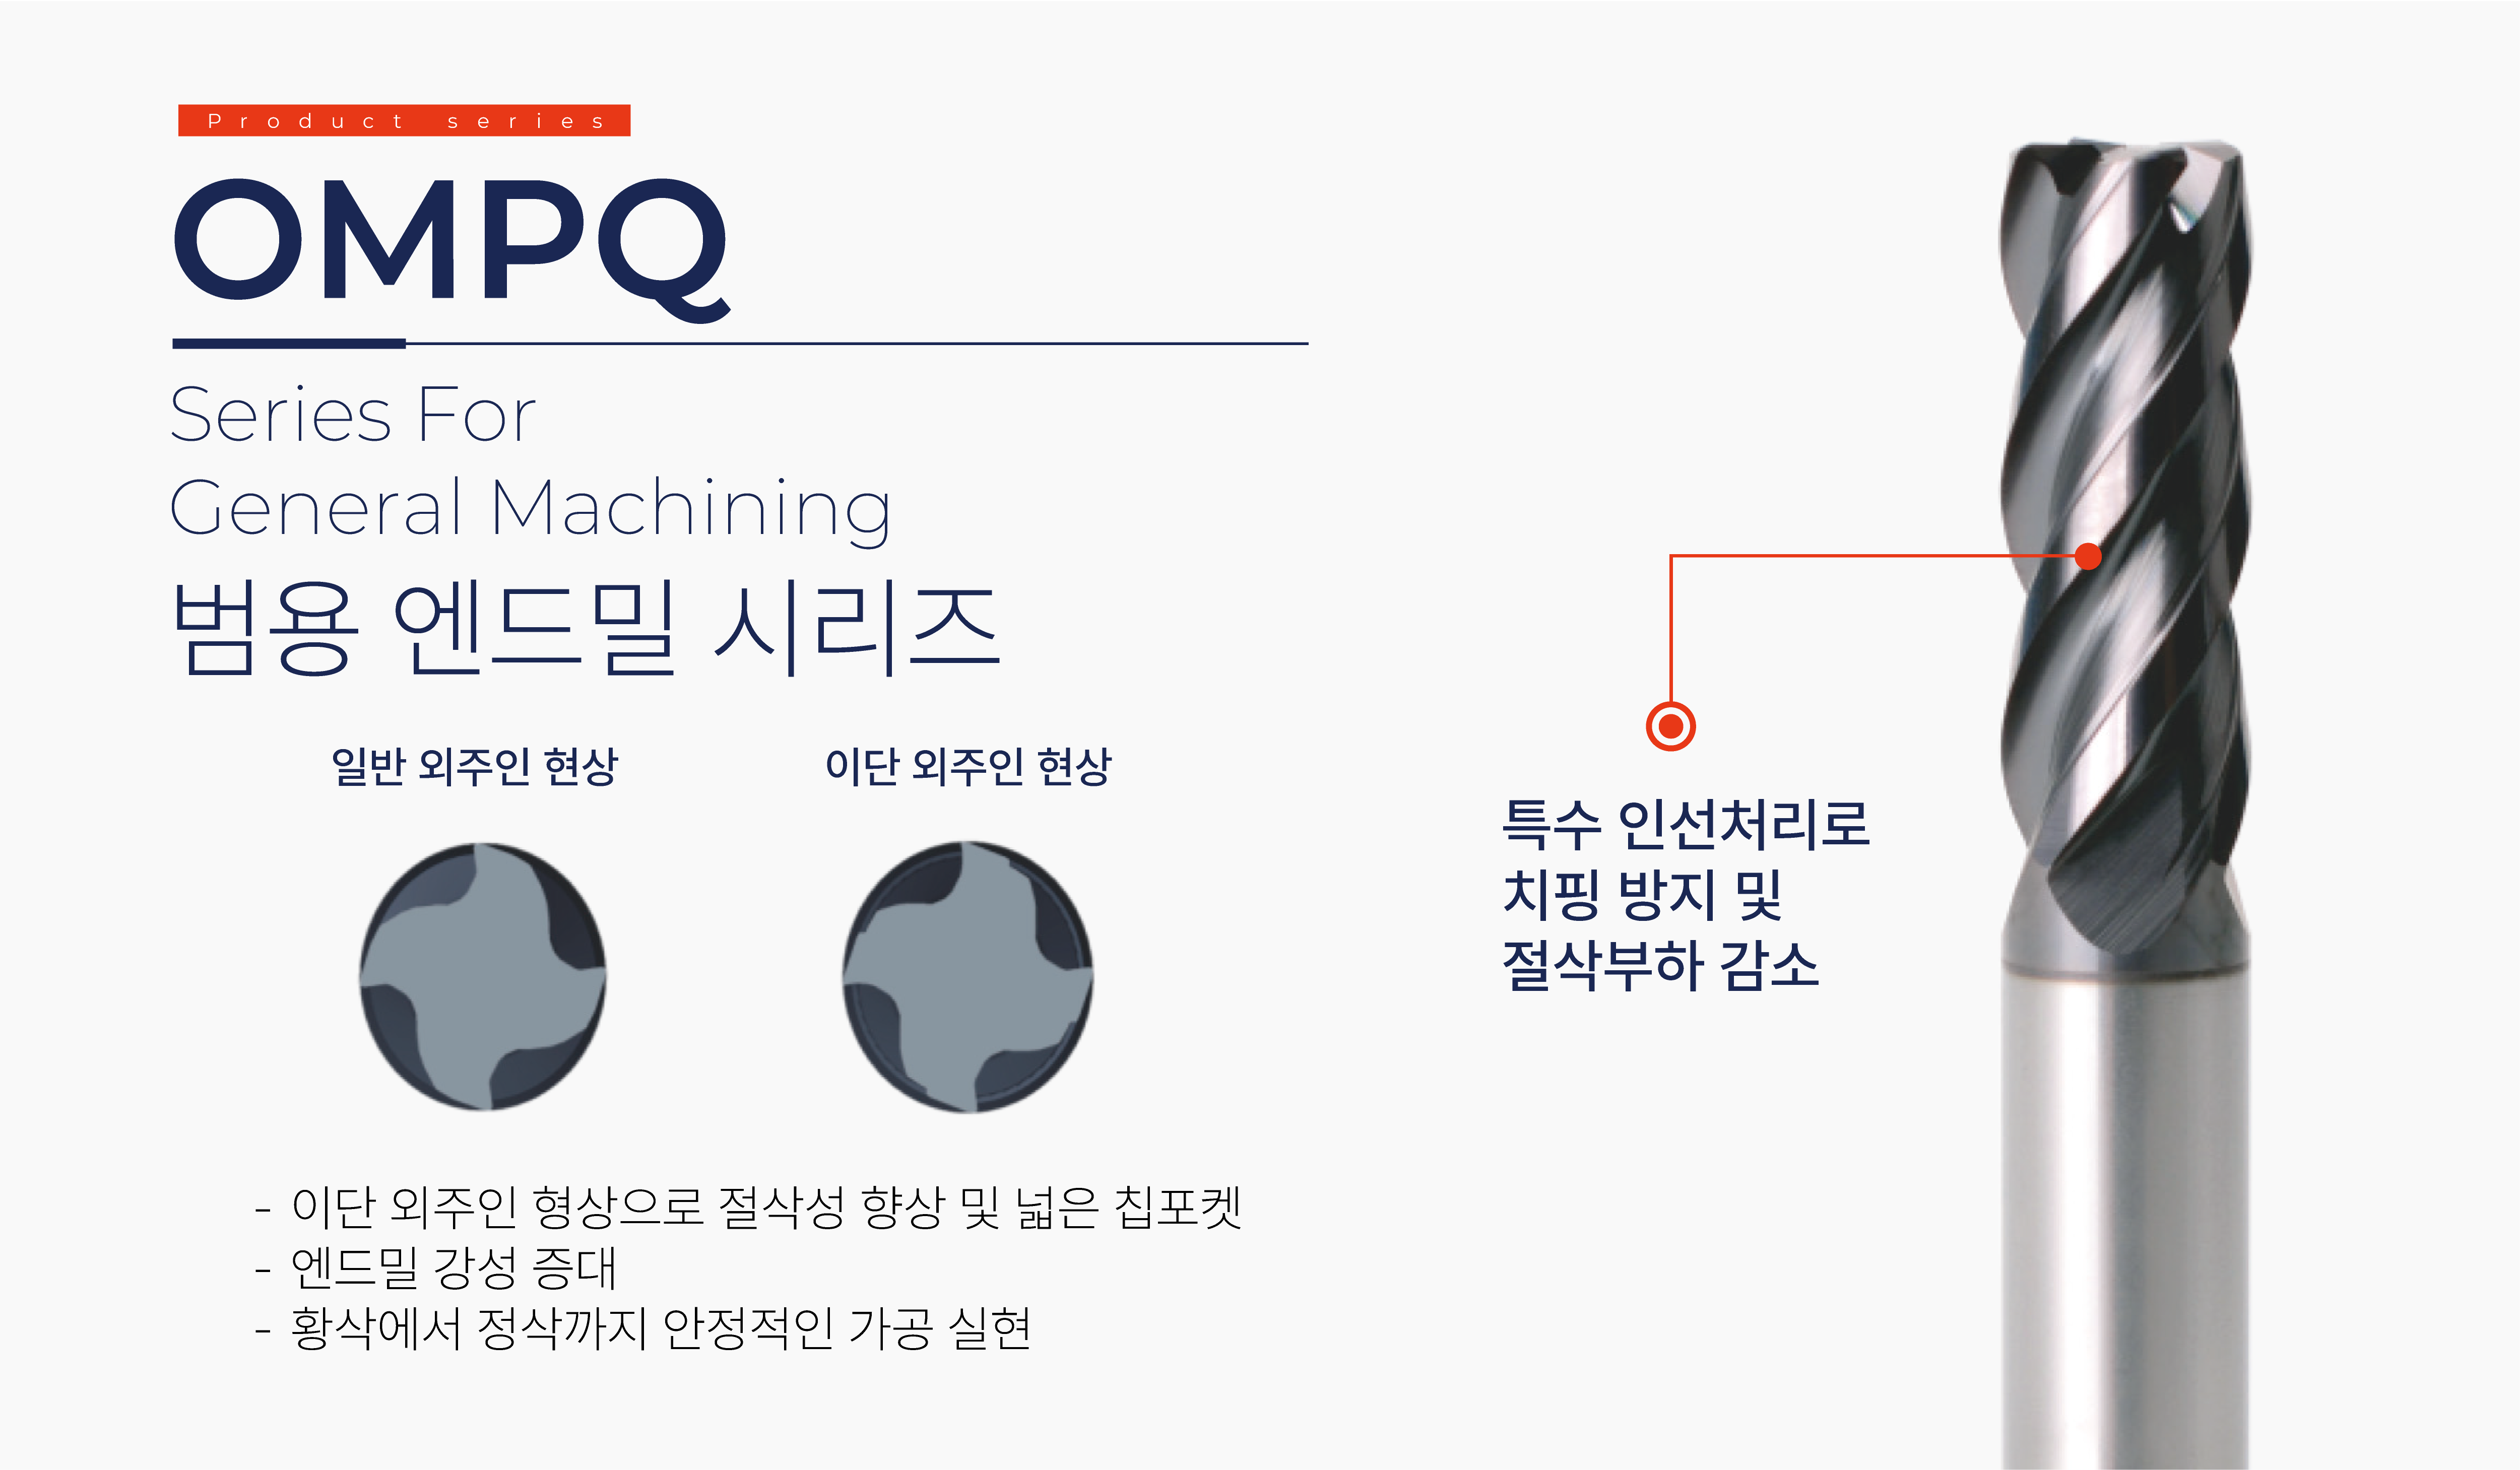 Product series
OMPQ
Series For
General Machining
범용 엔드밀 시리즈
일반 외주인 현상
이단 외주인 현상
특수 인선처리로
치핑 방지 및
절삭부하 감소
- 이단 외주인 형상으로 절삭성 향상 및 넓은 칩포켓
- 엔드밀 강성 증대
- 황삭에서 정삭까지 안정적인 가공 실현